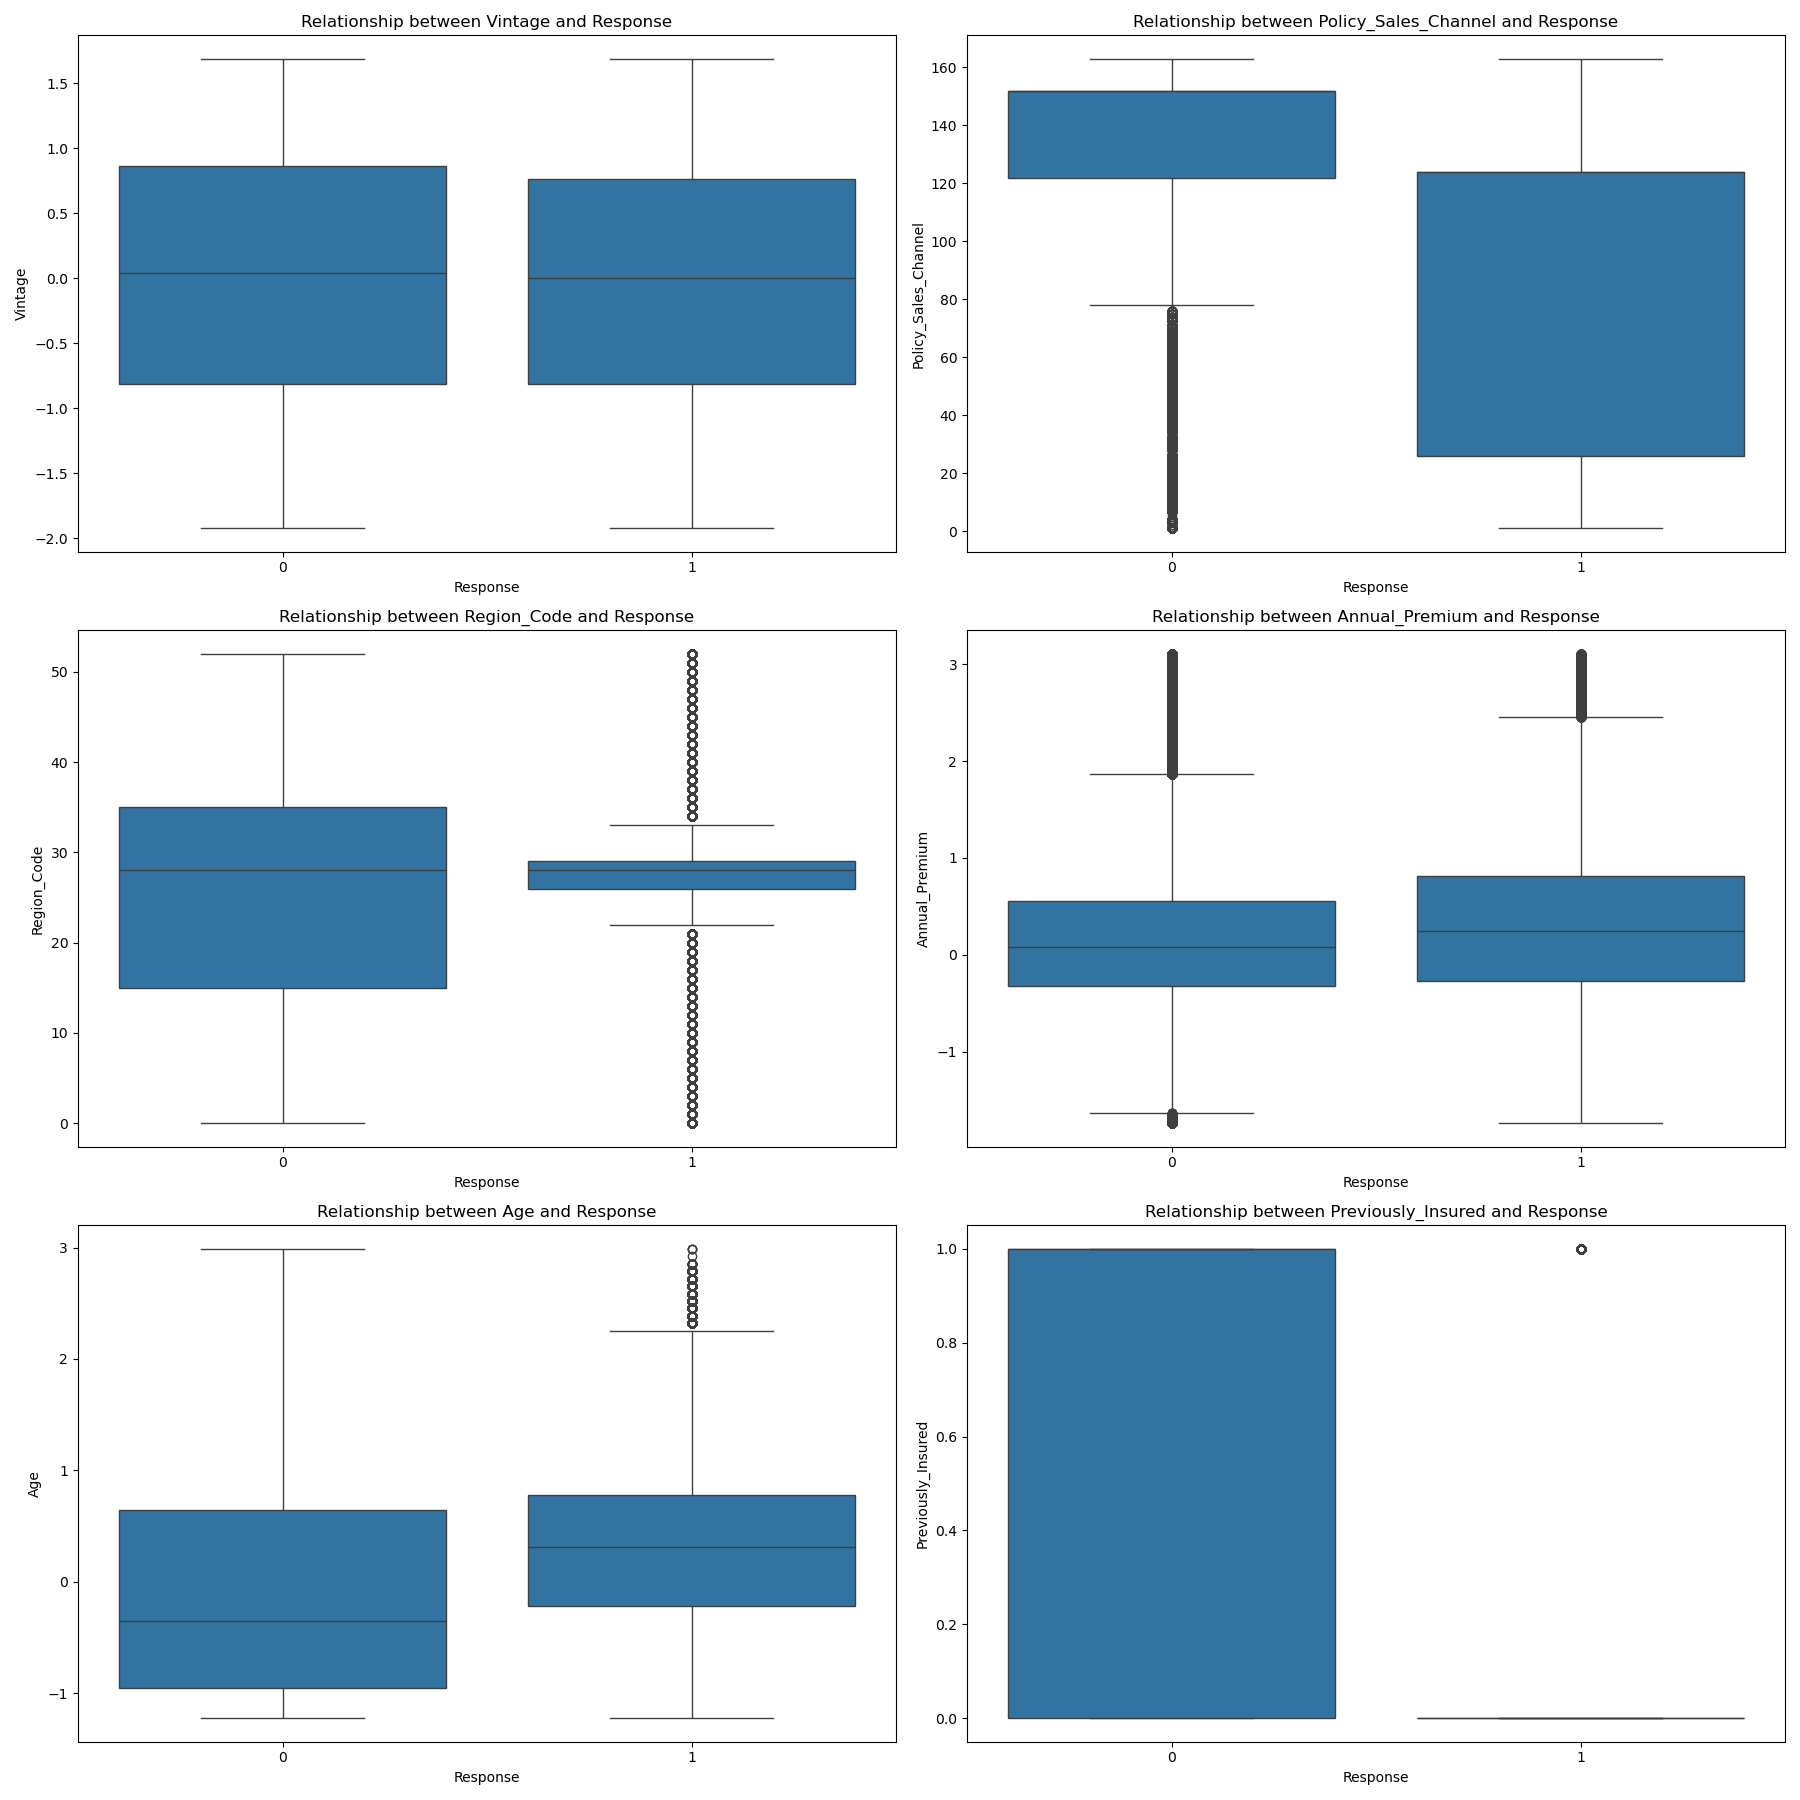 Relationship between Vintage and Response
Vintage
1.5
1.0
0.5
0.0
−0.5
−1.0
−1.5
−2.0
0 1
Response
Relationship between Policy_Sales_Channel and Response
Policy_Sales_Channel
160
140
120
100
80
60
40
20
0
0 1
Response
Relationship between Region_Code and Response
Region_Code
50
40
30
20
10
0
0 1
Response
Relationship between Annual_Premium and Response
Annual_Premium
3
2
1
0
−1
0 1
Response
Relationship between Age and Response
Age
3
2
1
0
−1
0 1
Response
Relationship between Previously_Insured and Response
Previously_Insured
1.0
0.8
0.6
0.4
0.2
0.0
0 1
Response